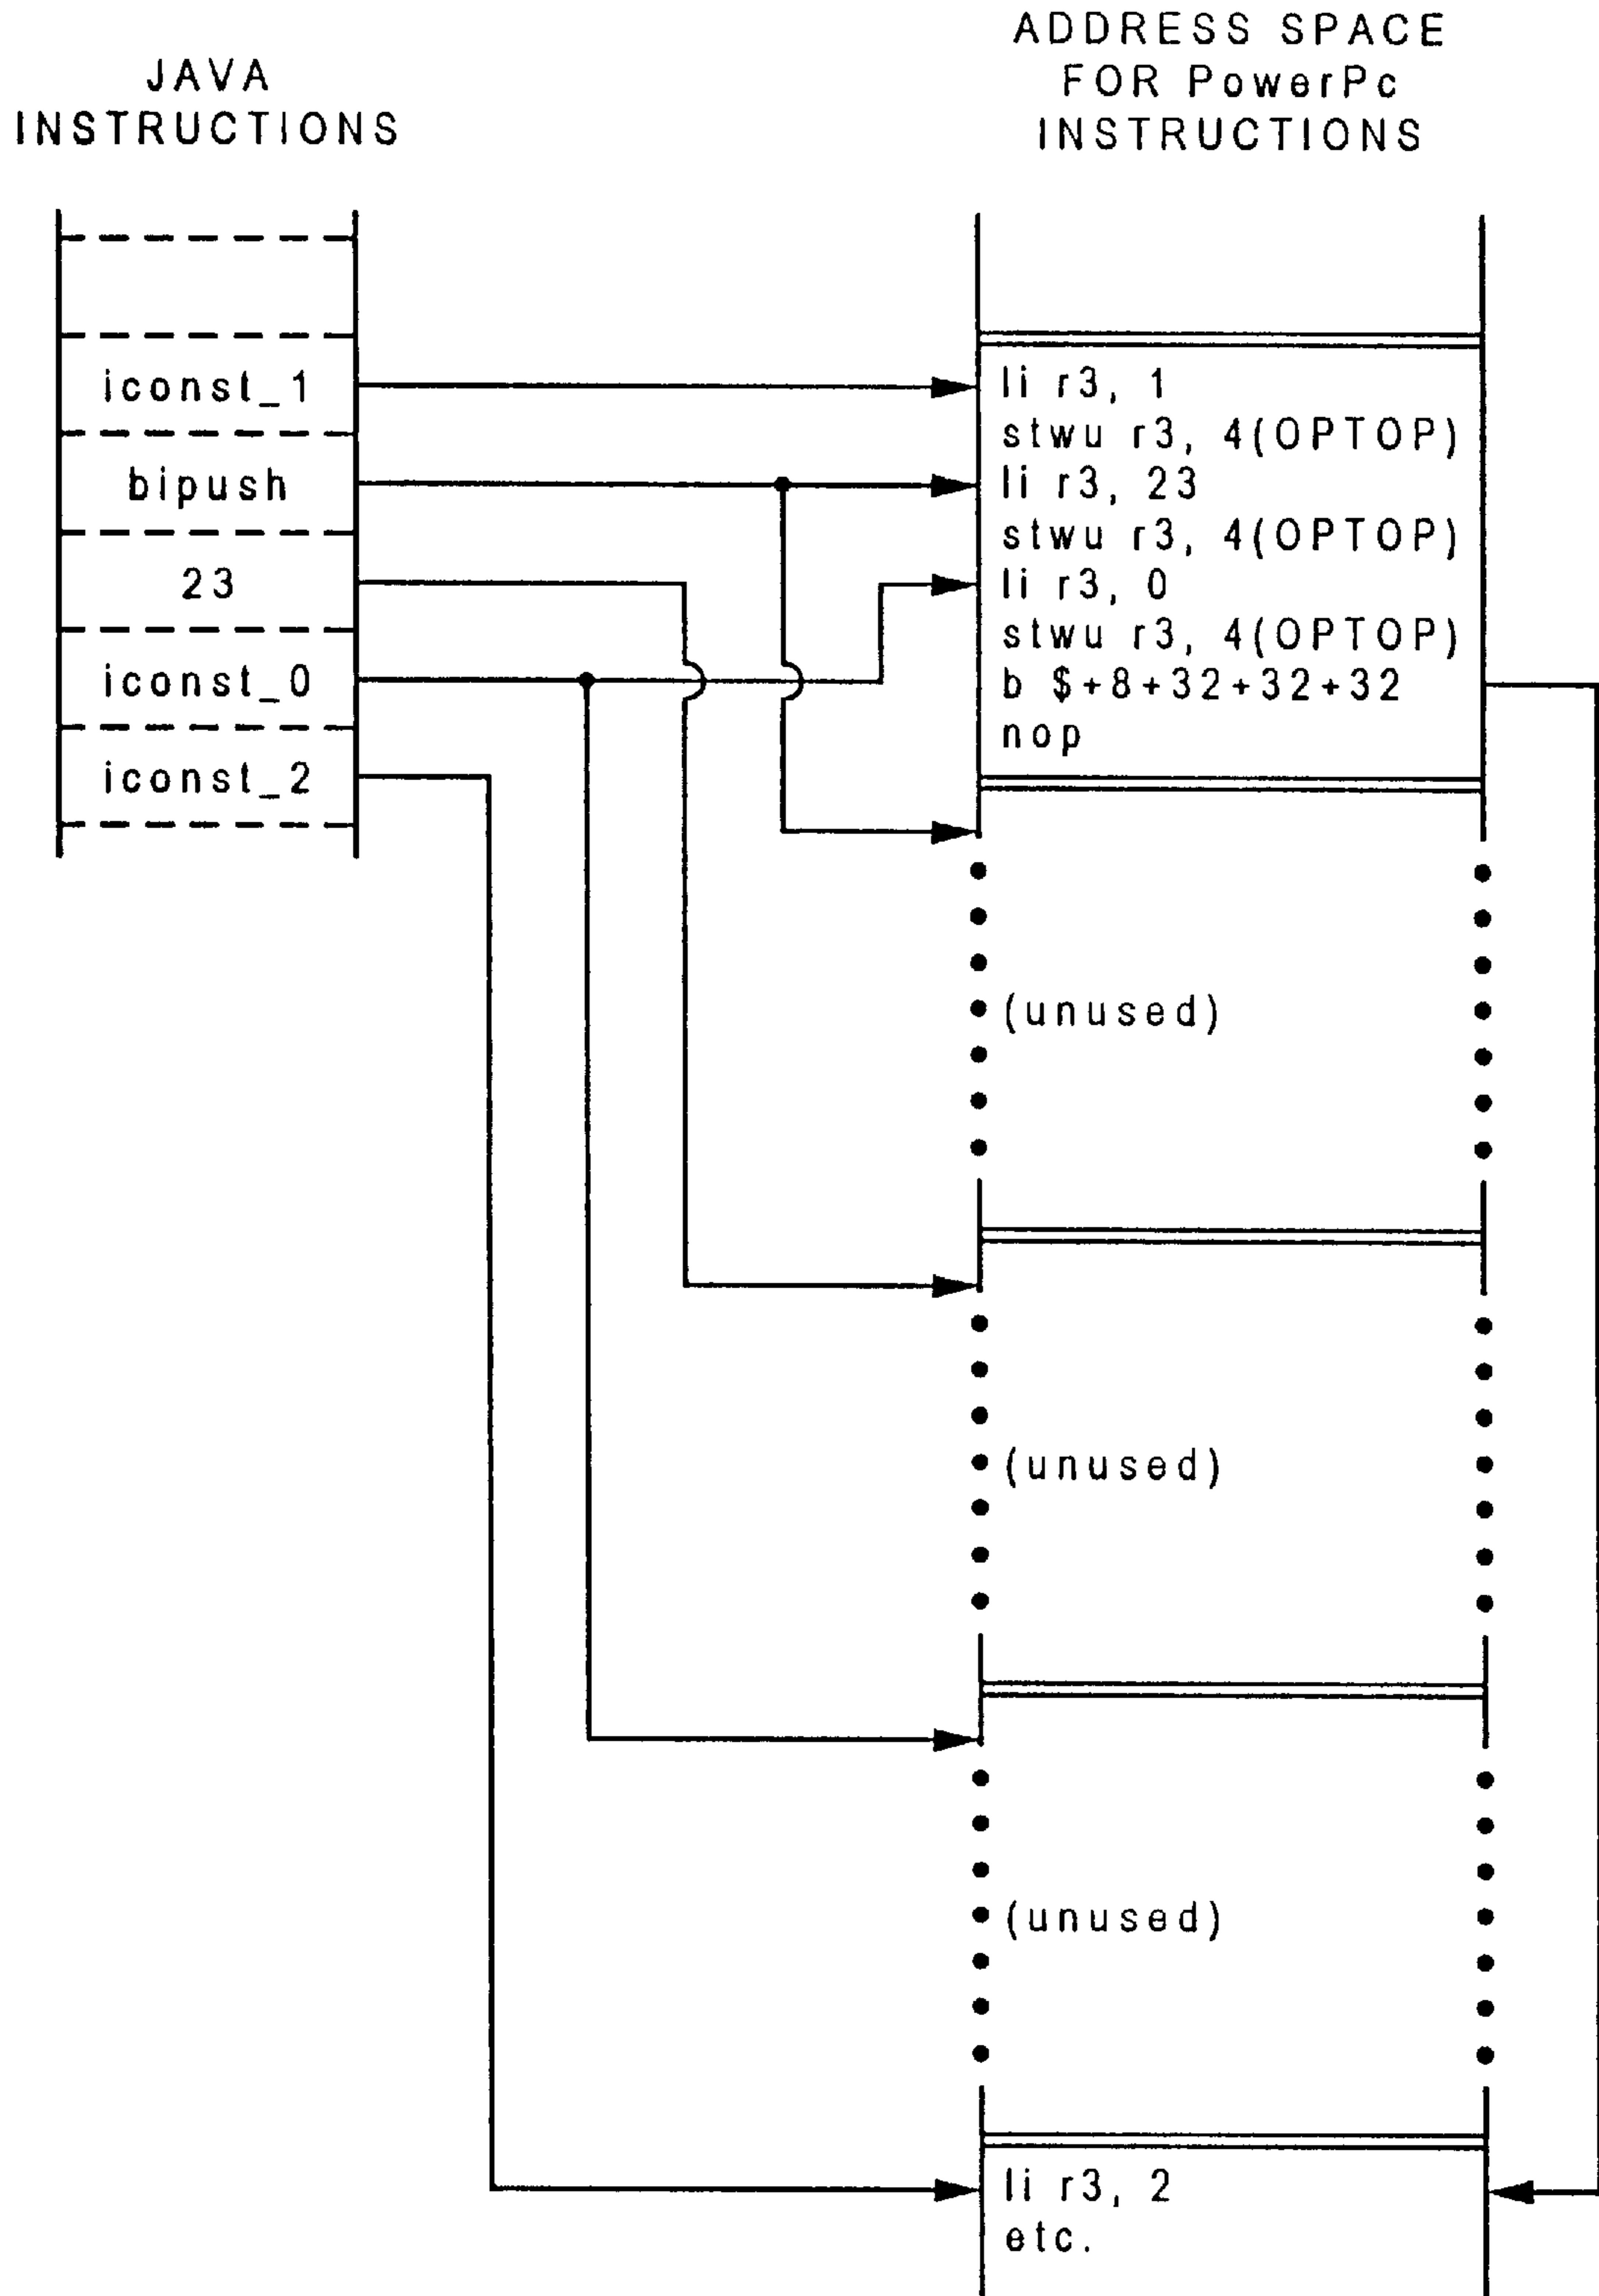 JAVA
INSTRUCTIONS
iconst_1
bipush
23
iconst_0
iconst_2
ADDRESS SPACE
FOR PowerPc
INSTRUCTIONS
li r3, 1
stwu r3, 4(OPTOP)
li r3, 23
stwu r3, 4(OPTOP)
li r3, 0
stwu r3, 4(OPTOP)
b $+8+32+32+32
nop
(unused)
(unused)
(unused)
li r3, 2
etc.